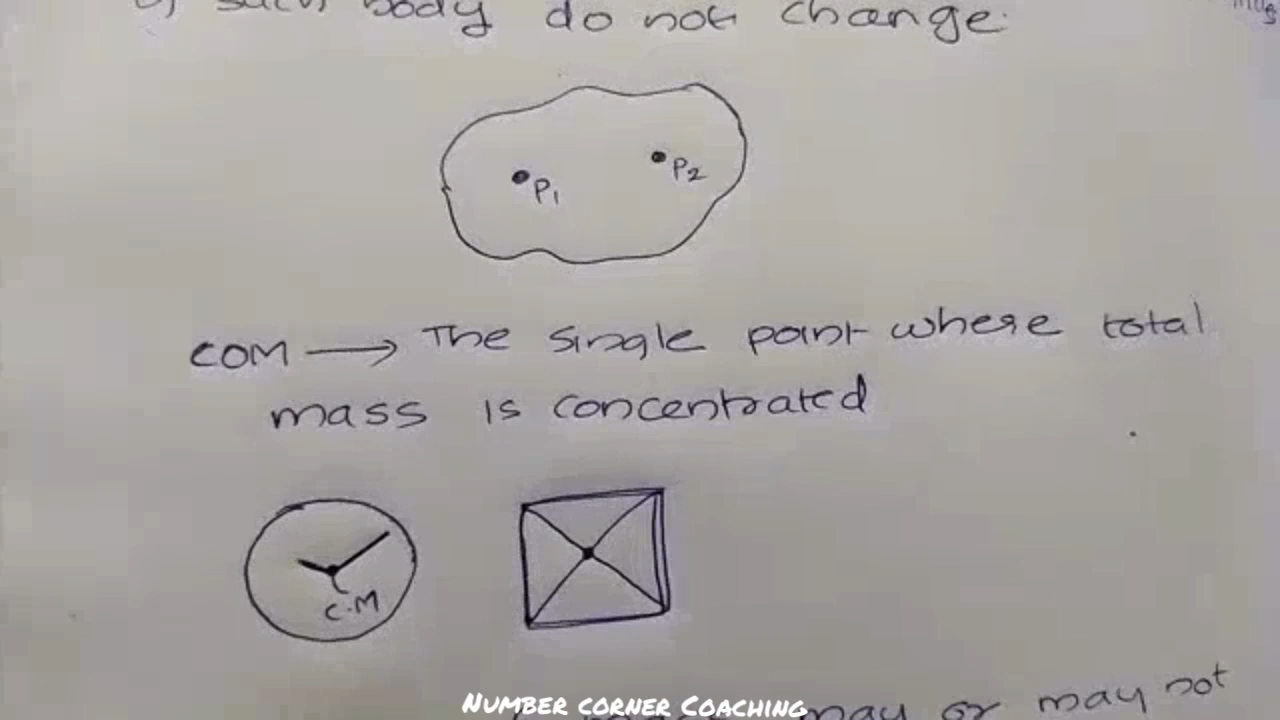 such body do not change.
P1
P2
COM → The single point where total
mass is concentrated
C.M
may or may not
NUMBER CORNER COACHING